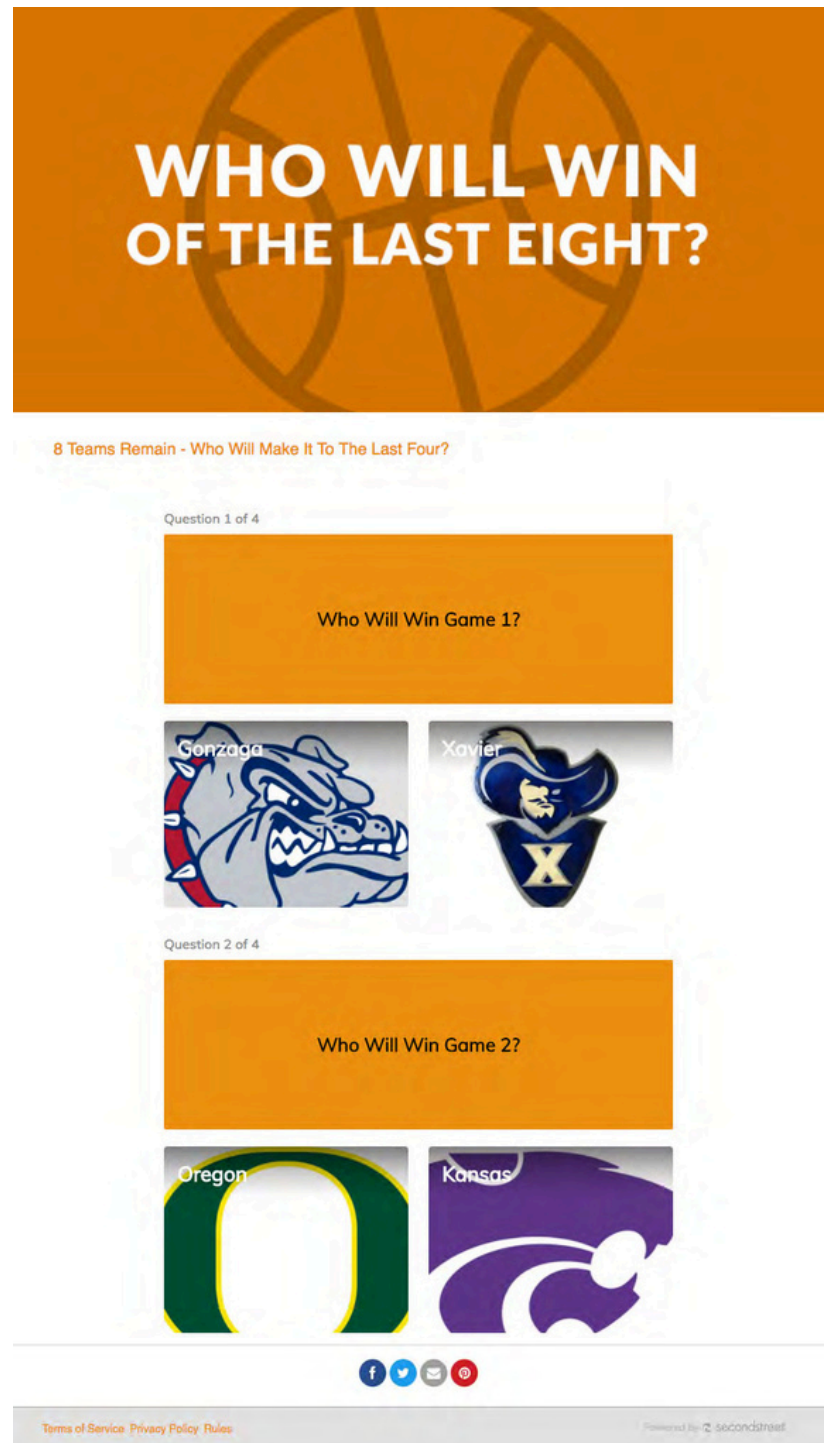 WHO WILL WIN
OF THE LAST EIGHT?
8 Teams Remain - Who Will Make It To The Last Four?
Question 1 of 4
Who Will Win Game 1?
Gonzaga
Xavier
X
Question 2 of 4
Who Will Win Game 2?
Oregon
Kansas
O
Terms of Service Privacy Policy Rules
Powered by secondstreet